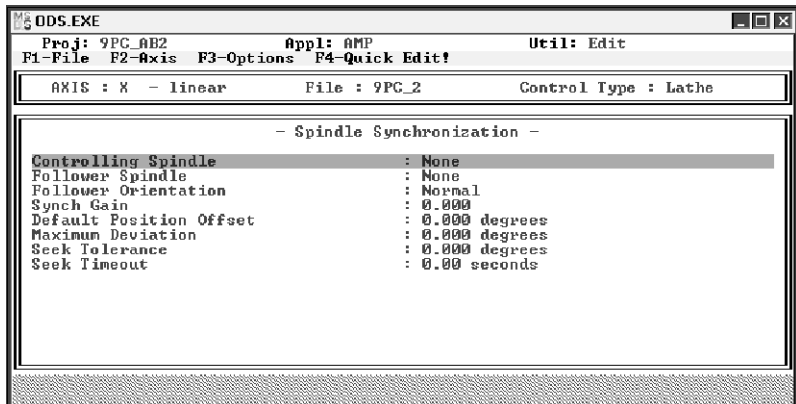 ODS.EXE
Proj: 9PC_AB2 Appl: AMP Util: Edit
F1-File F2-Axis F3-Options F4-Quick Edit!
AXIS : X - linear File : 9PC_2 Control Type : Lathe
- Spindle Synchronization -
Controlling Spindle : None
Follower Spindle : None
Follower Orientation : Normal
Synch Gain : 0.000
Default Position Offset : 0.000 degrees
Maximum Deviation : 0.000 degrees
Seek Tolerance : 0.000 degrees
Seek Timeout : 0.00 seconds